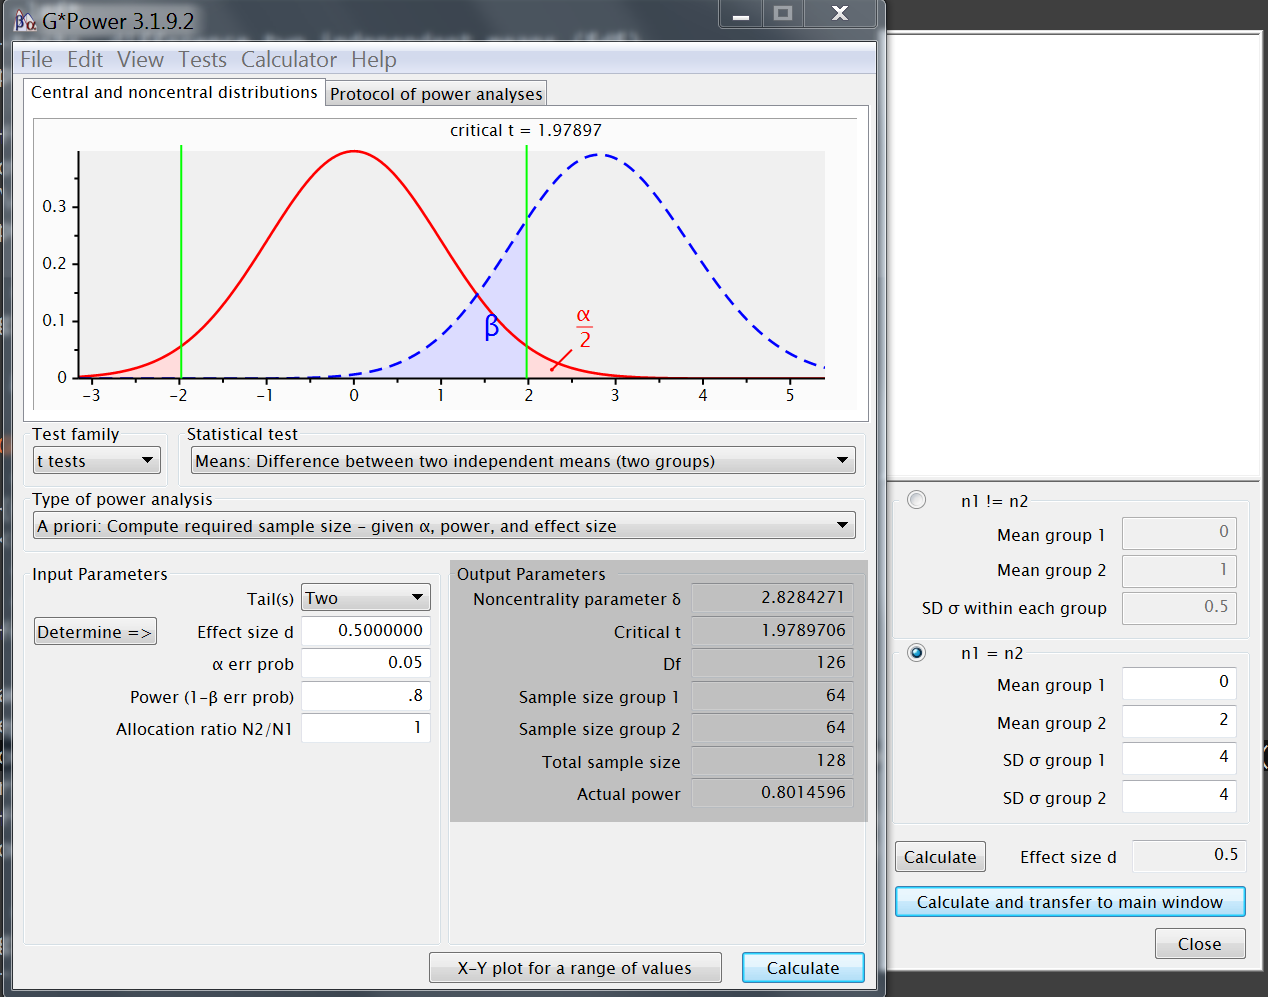 G*Power 3.1.9.2
File Edit View Tests Calculator Help
Central and noncentral distributions Protocol of power analyses
critical t = 1.97897
0.3
0.2
0.1
0
β
α
2
-3 -2 -1 0 1 2 3 4 5
Test family Statistical test
t tests Means: Difference between two independent means (two groups)
Type of power analysis
A priori: Compute required sample size - given α, power, and effect size
Input Parameters
Tail(s) Two
Determine => Effect size d 0.5000000
α err prob 0.05
Power (1-β err prob) .8
Allocation ratio N2/N1 1
Output Parameters
Noncentrality parameter δ 2.8284271
Critical t 1.9789706
Df 126
Sample size group 1 64
Sample size group 2 64
Total sample size 128
Actual power 0.8014596
X-Y plot for a range of values Calculate
n1 != n2
Mean group 1 0
Mean group 2 1
SD σ within each group 0.5
n1 = n2
Mean group 1 0
Mean group 2 2
SD σ group 1 4
SD σ group 2 4
Calculate Effect size d 0.5
Calculate and transfer to main window
Close